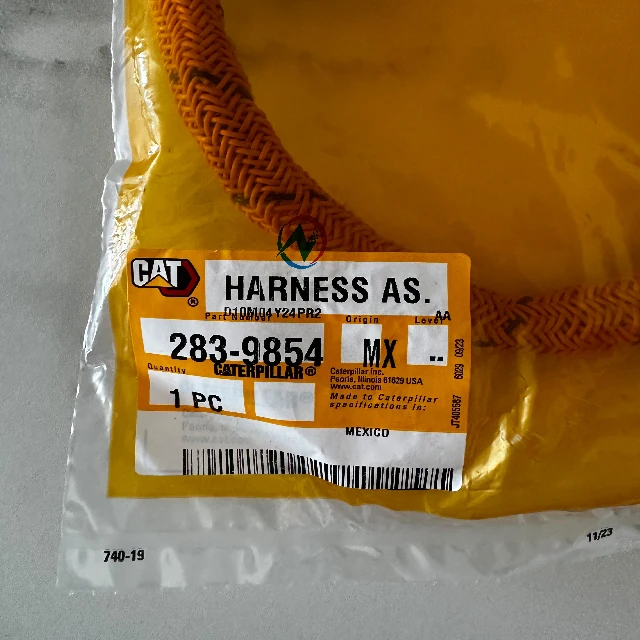 CAT
®
HARNESS AS.
D10M04Y24PR2 AA
Part Number Origin Level
283-9854 MX --
Quantity CATERPILLAR®
1 PC
Caterpillar Inc.
Peoria, Illinois 61629 USA
www.cat.com
Made to Caterpillar
specifications in:
MEXICO
JT405587 6029 09/23
740-19
11/23